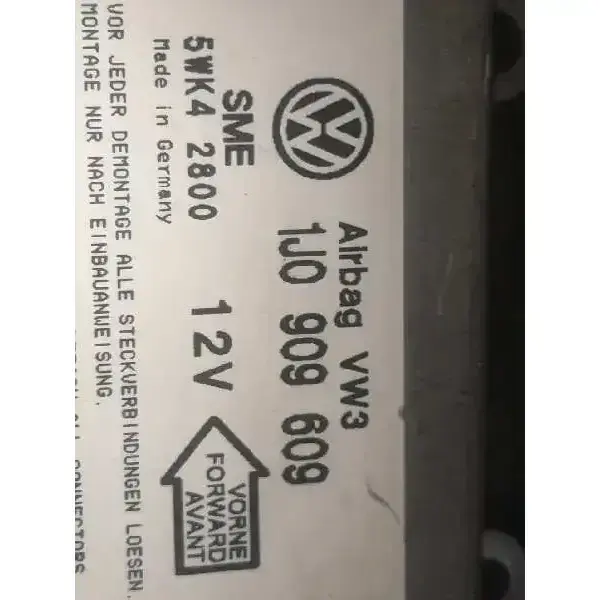 Airbag VW3
1J0 909 609
SME
5WK4 2800
Made in Germany
12V
VORNE
FORWARD
AVANT
VOR JEDER DEMONTAGE ALLE STECKVERBINDUNGEN LOESEN.
MONTAGE NUR NACH EINBAUANWEISUNG.
CONNECTORS